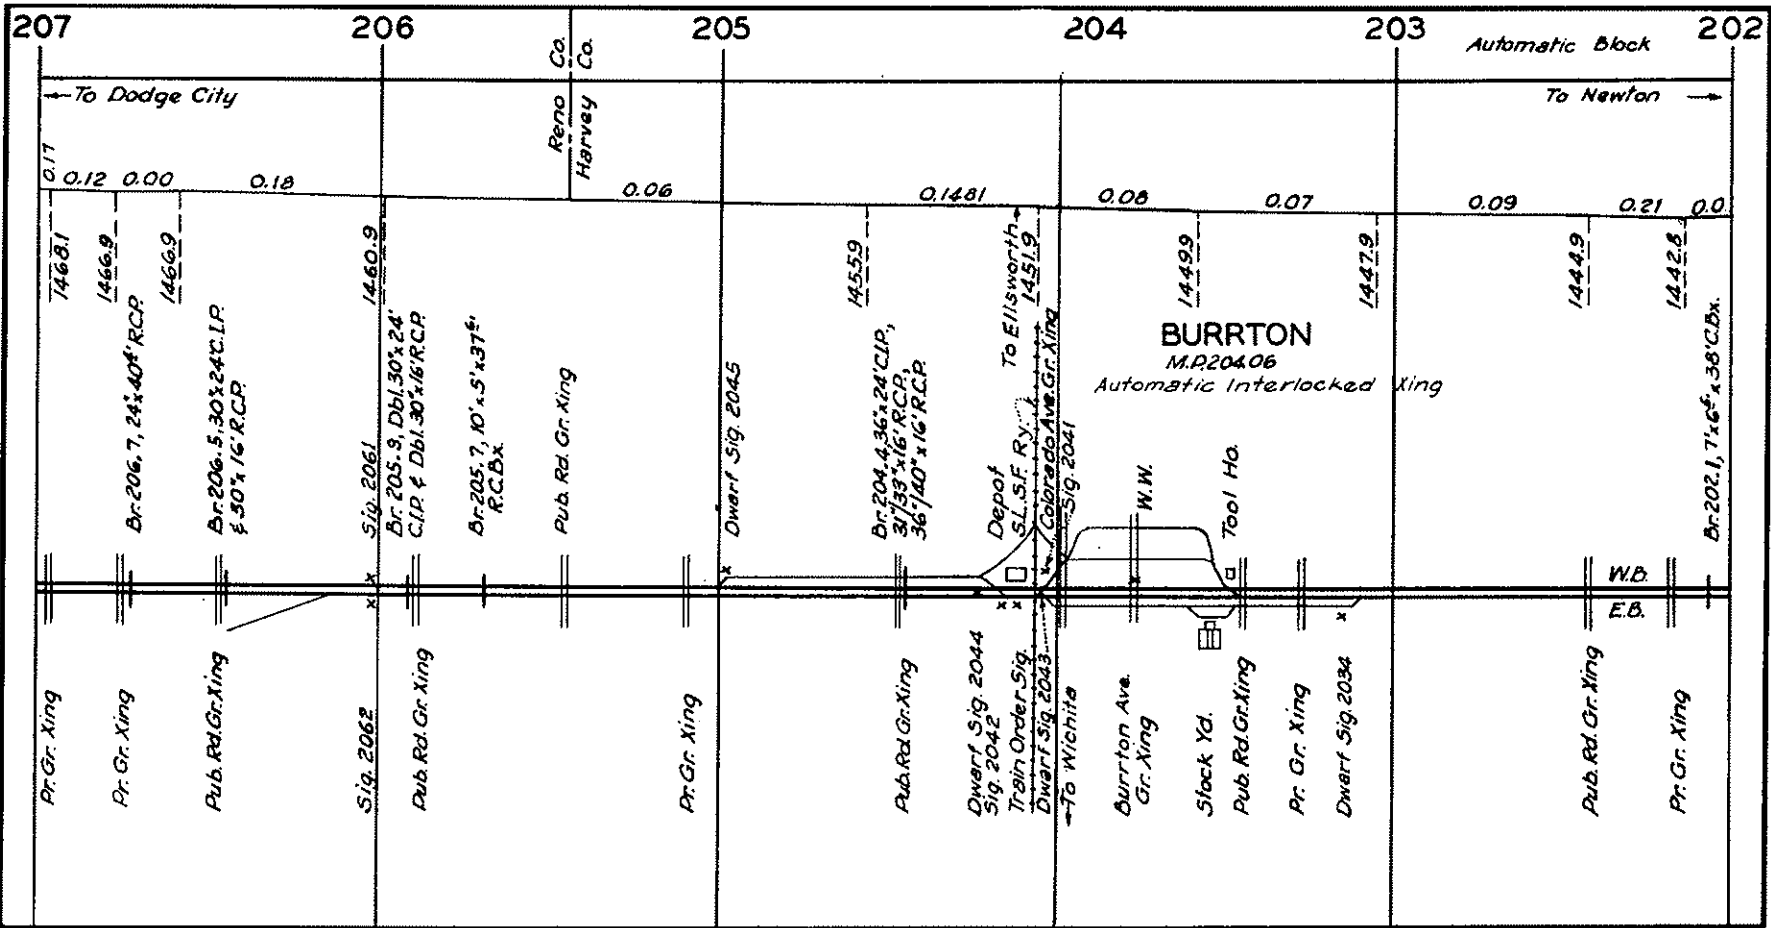 207 206 205 204 203 202
Automatic Block
Reno Co.
Harvey Co.
←To Dodge City
To Newton →
0.17 0.12 0.00 0.18 0.06 0.1481 0.08 0.07 0.09 0.21 0.0
1468.1
1466.9
1466.9
1460.9
1455.9
1451.9
1449.9
1447.9
1444.9
1442.8
To Ellsworth
BURRTON
M.P.204.06
Automatic Interlocked Xing
Br.206.7, 24"x40' R.C.P.
Br.206.5, 30"x24'C.I.P.
& 30"x16' R.C.P.
Sig. 2061
Br. 205.9, Dbl.30"x24'
C.I.P. & Dbl.30"x16'R.C.P.
Br.205.7, 10'x5'x37'
R.C.Bx.
Pub. Rd. Gr. Xing
Dwarf Sig. 2045
Br.204.4, 36"x24'C.I.P.,
31"/33"x16' R.C.P.,
36"/40"x16' R.C.P.
Depot
S.L.S.F. Ry.
Colorado Ave. Gr. Xing
Sig. 2041
W.W.
Tool Ho.
Br.202.1, 7'x6'x38'C.Bx.
W.B.
E.B.
Pr. Gr. Xing
Pr. Gr. Xing
Pub. Rd. Gr. Xing
Sig. 2062
Pub. Rd. Gr. Xing
Pr. Gr. Xing
Pub. Rd. Gr. Xing
Dwarf Sig. 2044
Sig. 2042
Train Order Sig.
Dwarf Sig. 2043
←To Wichita
Burrton Ave.
Gr. Xing
Stock Yd.
Pub. Rd. Gr. Xing
Pr. Gr. Xing
Dwarf Sig. 2034
Pub. Rd. Gr. Xing
Pr. Gr. Xing